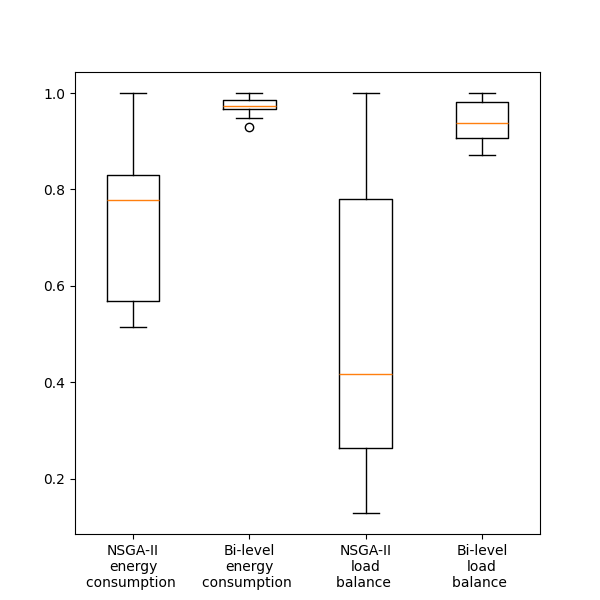 1.0
0.8
0.6
0.4
0.2
NSGA-II
energy
consumption
Bi-level
energy
consumption
NSGA-II
load
balance
Bi-level
load
balance